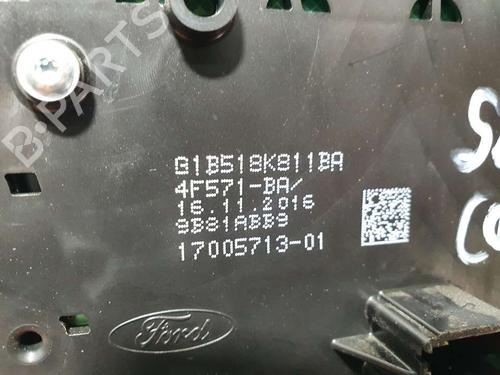 B-PARTS
G1B518K811BA
4F571-BA/
16.11.2016
9B81ABB9
17005713-01
Ford